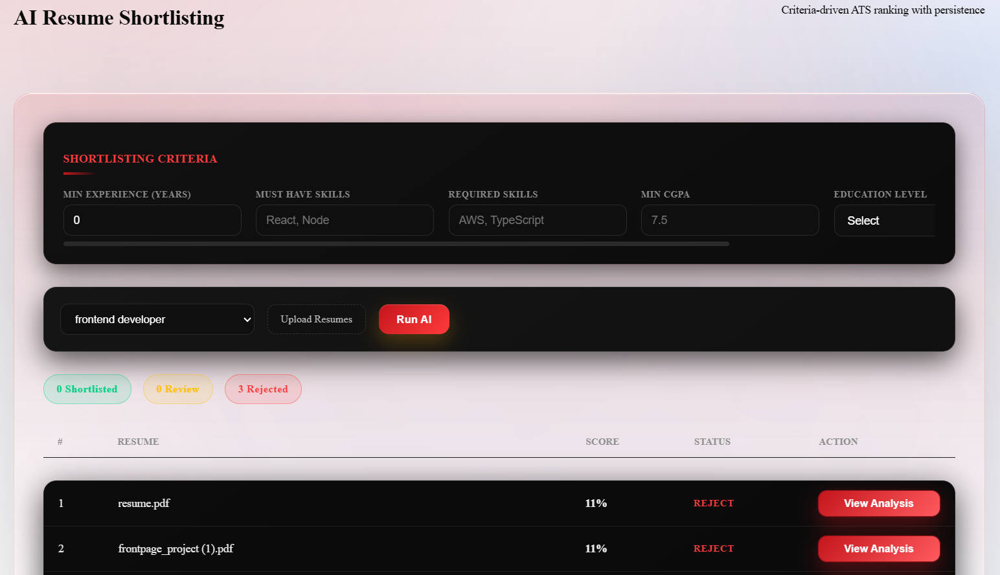 AI Resume Shortlisting
Criteria-driven ATS ranking with persistence
SHORTLISTING CRITERIA
MIN EXPERIENCE (YEARS)
MUST HAVE SKILLS
REQUIRED SKILLS
MIN CGPA
EDUCATION LEVEL
0
React, Node
AWS, TypeScript
7.5
Select
frontend developer
Upload Resumes
Run AI
0 Shortlisted
0 Review
3 Rejected
# RESUME SCORE STATUS ACTION
1 resume.pdf 11% REJECT View Analysis
2 frontpage_project (1).pdf 11% REJECT View Analysis